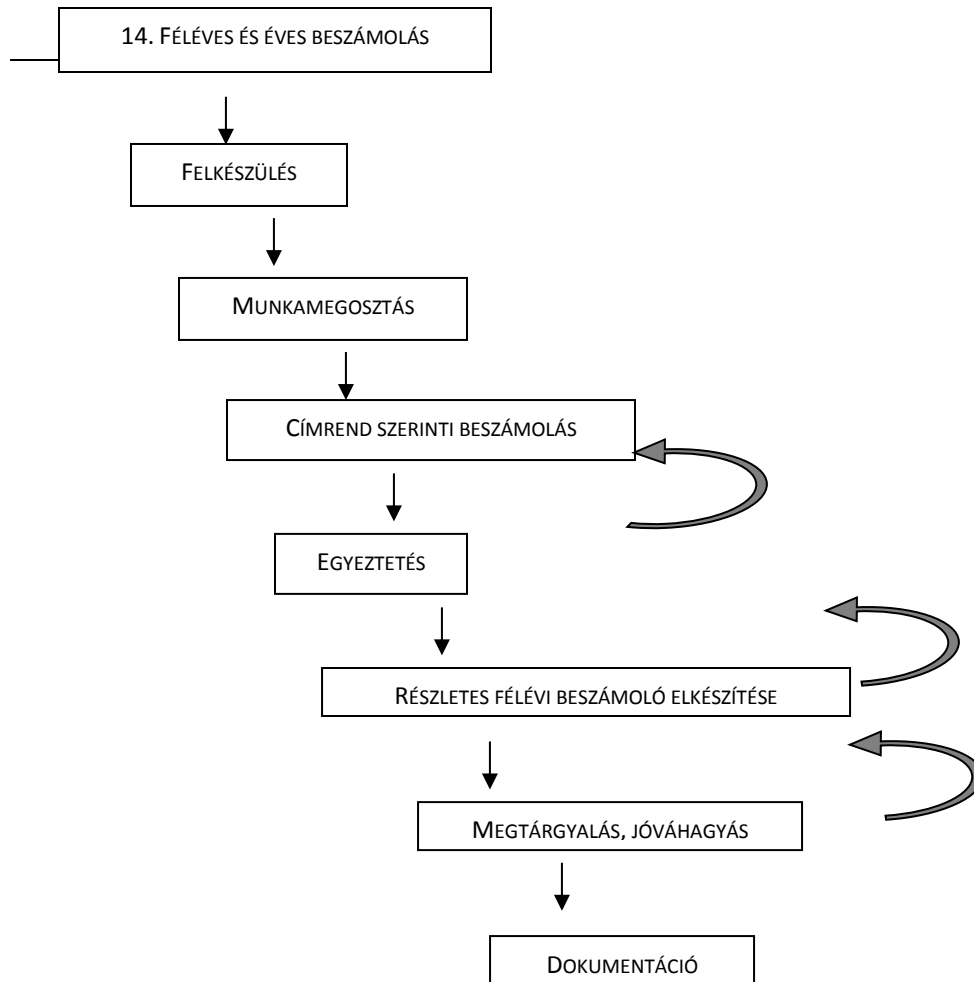 14. FÉLÉVES ÉS ÉVES BESZÁMOLÁS
FELKÉSZÜLÉS
MUNKAMEGOSZTÁS
CÍMREND SZERINTI BESZÁMOLÁS
EGYEZTETÉS
RÉSZLETES FÉLÉVI BESZÁMOLÓ ELKÉSZÍTÉSE
MEGTÁRGYALÁS, JÓVÁHAGYÁS
DOKUMENTÁCIÓ